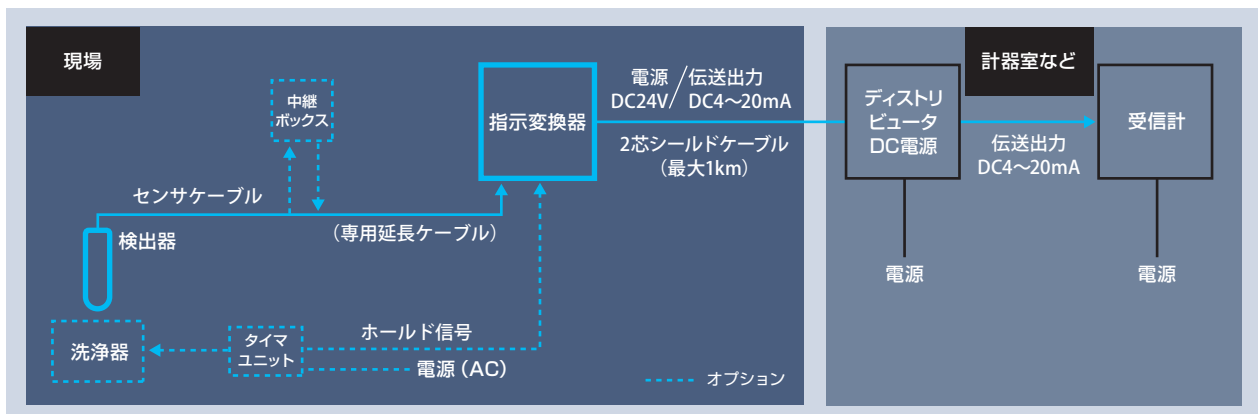 現場
中継
ボックス
センサケーブル
検出器
(専用延長ケーブル)
洗浄器
タイマ
ユニット
ホールド信号
電源(AC)
オプション
指示変換器
電源/伝送出力
DC24V/DC4〜20mA
2芯シールドケーブル
(最大1km)
計器室など
ディストリ
ビュータ
DC電源
伝送出力
DC4〜20mA
受信計
電源
電源